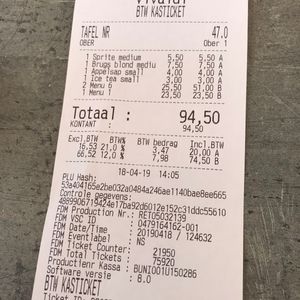 Vivaldi
BTW KASTICKET
TAFEL NR 47.0
OBER Ober 1
1 Sprite medium 5,50 5,50 A
1 Brugs blond mediu 7,50 7,50 A
1 Appelsap small 4,00 4,00 A
1 Ice tea small 3,00 3,00 A
2 Menu 6 25,50 51,00 B
1 Menu 1 23,50 23,50 B
Totaal : 94,50
KONTANT : 94,50
Excl.BTW BTW% BTW bedrag Incl.BTW
16,53 21,0 % 3,47 20,00 A
66,52 12,0 % 7,98 74,50 B
18-04-19 14:05
PLU Hash:
53a404165e2be032a0484a246ae1140bae8ee665
Controle gegevens:
4889906719424e17ba92d6012e152c31ddc55610
FDM Production Nr.: RET05032139
FDM VSC ID : 0479164162-001
FDM Date/Time : 20190418 / 124632
FDM Eventlabel : NS
FDM Ticket Counter: 21950
FDM Total Tickets : 75920
Productienr Kassa : BUNI001U150286
Software versie : 8.0
BTW KASTICKET
Ticket ID: